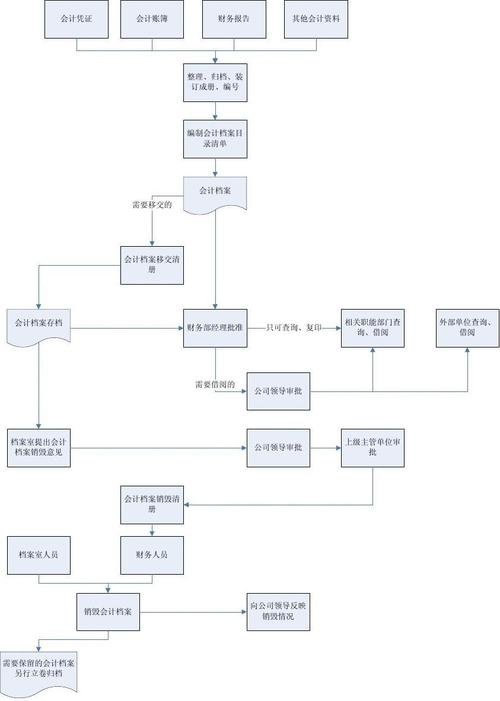 会计凭证
会计账簿
财务报告
其他会计资料
整理、归档、装
订成册、编号
编制会计档案目
录清单
会计档案
需要移交的
会计档案移交清
册
会计档案存档
财务部经理批准
只可查询、复印
相关职能部门查
询、借阅
外部单位查询、
借阅
需要借阅的
公司领导审批
档案室提出会计
档案销毁意见
公司领导审批
上级主管单位审
批
会计档案销毁清
册
档案室人员
财务人员
销毁会计档案
向公司领导反映
销毁情况
需要保留的会计档案
另行立卷归档